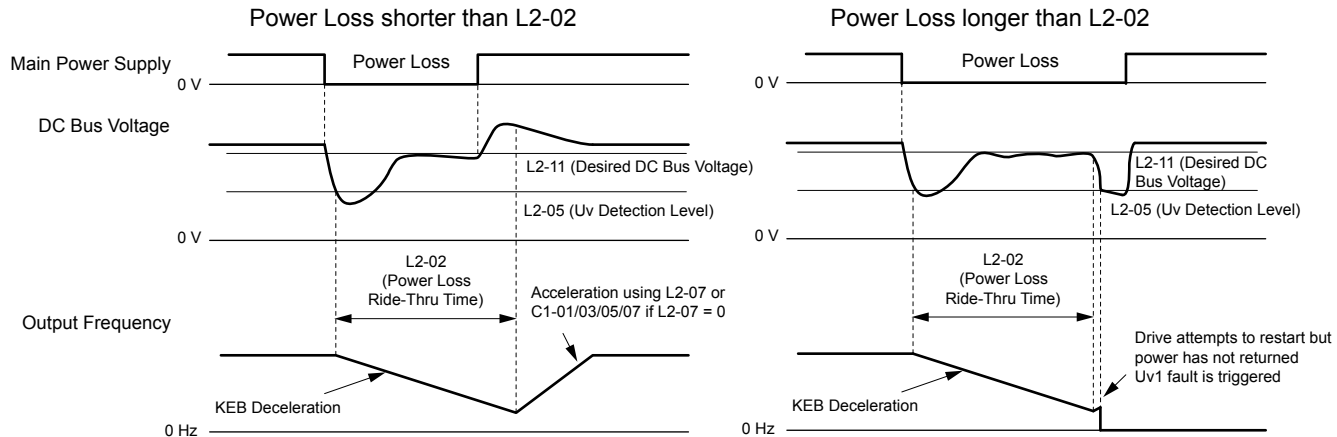 Power Loss shorter than L2-02
Main Power Supply
Power Loss
0 V
DC Bus Voltage
L2-11 (Desired DC Bus Voltage)
L2-05 (Uv Detection Level)
0 V
L2-02
(Power Loss
Ride-Thru Time)
Acceleration using L2-07 or
C1-01/03/05/07 if L2-07 = 0
Output Frequency
KEB Deceleration
0 Hz
Power Loss longer than L2-02
Power Loss
0 V
L2-11 (Desired DC
Bus Voltage)
L2-05 (Uv Detection Level)
0 V
L2-02
(Power Loss
Ride-Thru Time)
Drive attempts to restart but
power has not returned
Uv1 fault is triggered
KEB Deceleration
0 Hz